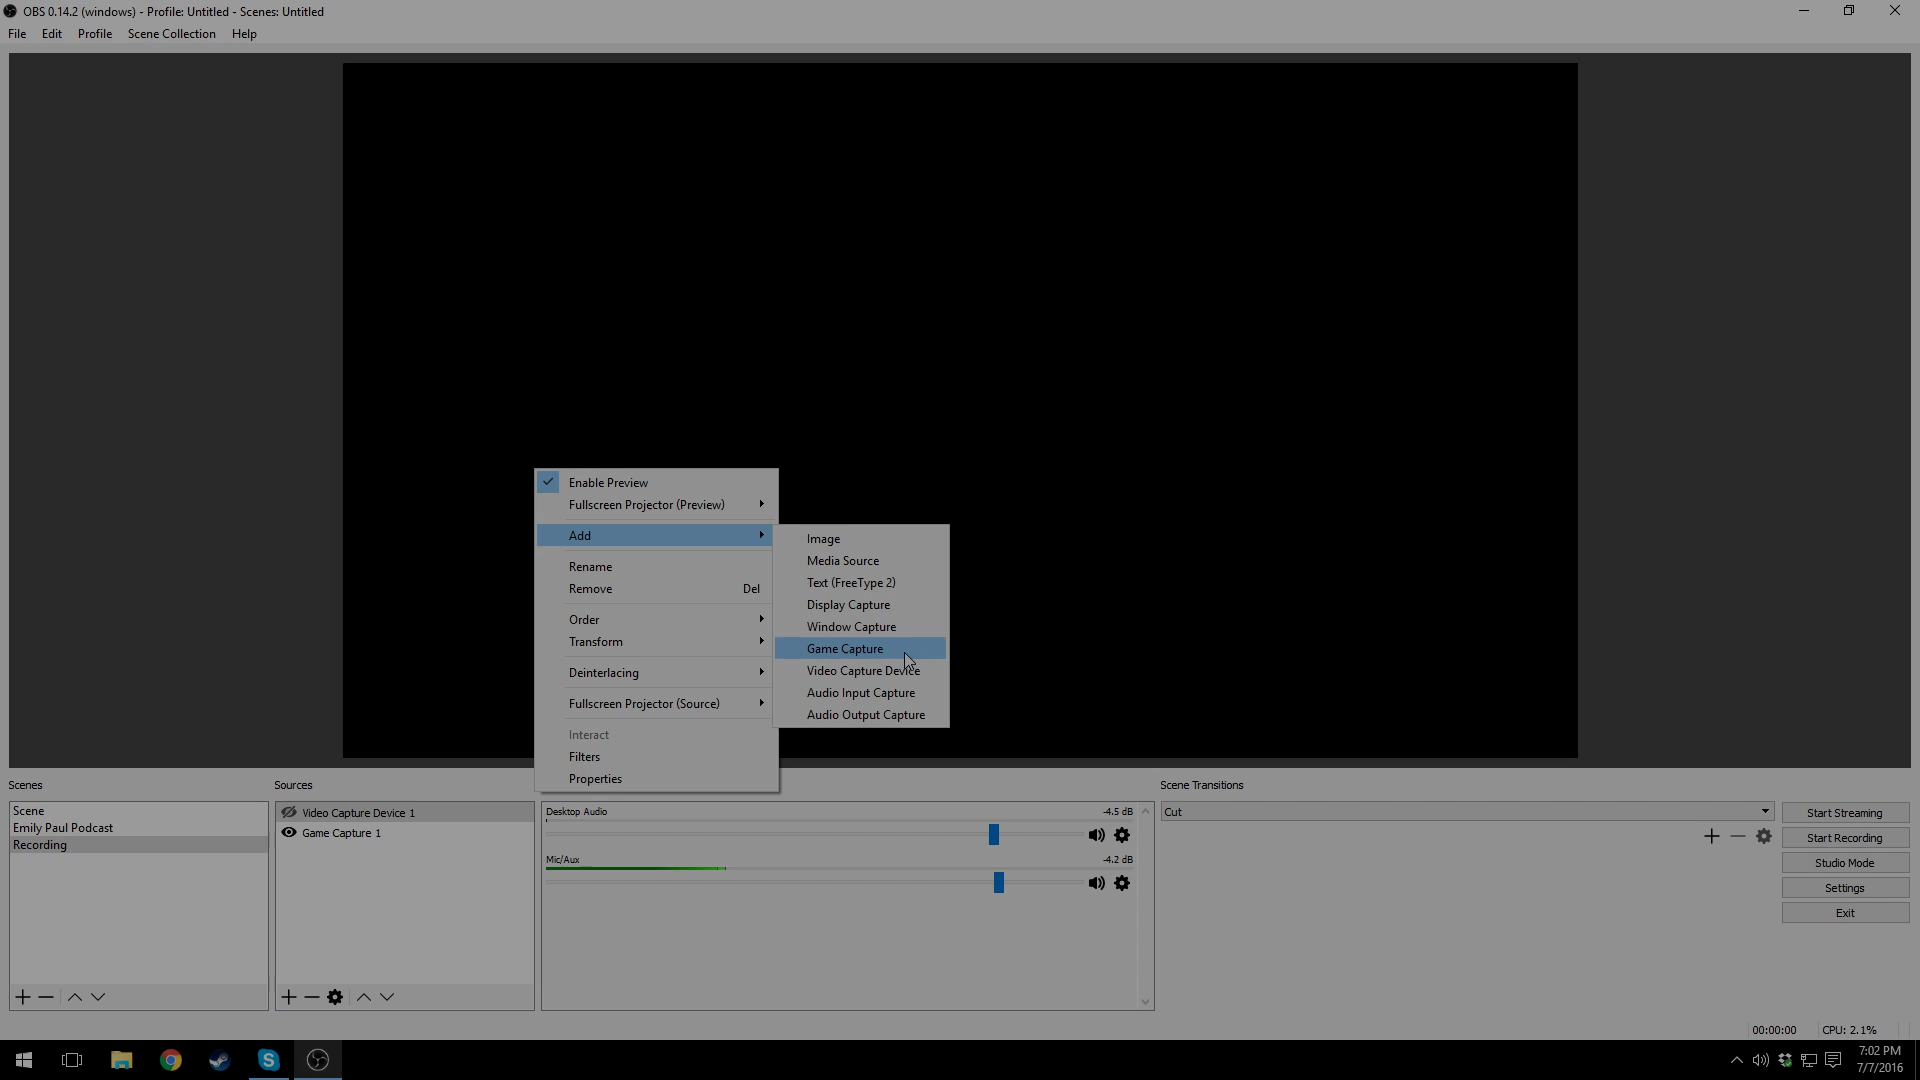 OBS 0.14.2 (windows) - Profile: Untitled - Scenes: Untitled
File Edit Profile Scene Collection Help
Enable Preview
Fullscreen Projector (Preview)
Add
Rename
Remove Del
Order
Transform
Deinterlacing
Fullscreen Projector (Source)
Interact
Filters
Properties
Image
Media Source
Text (FreeType 2)
Display Capture
Window Capture
Game Capture
Video Capture Device
Audio Input Capture
Audio Output Capture
Scenes
Scene
Emily Paul Podcast
Recording
Sources
Video Capture Device 1
Game Capture 1
Desktop Audio -4.5 dB
Mic/Aux -4.2 dB
Scene Transitions
Cut
Start Streaming
Start Recording
Studio Mode
Settings
Exit
00:00:00 CPU: 2.1%
7:02 PM
7/7/2016